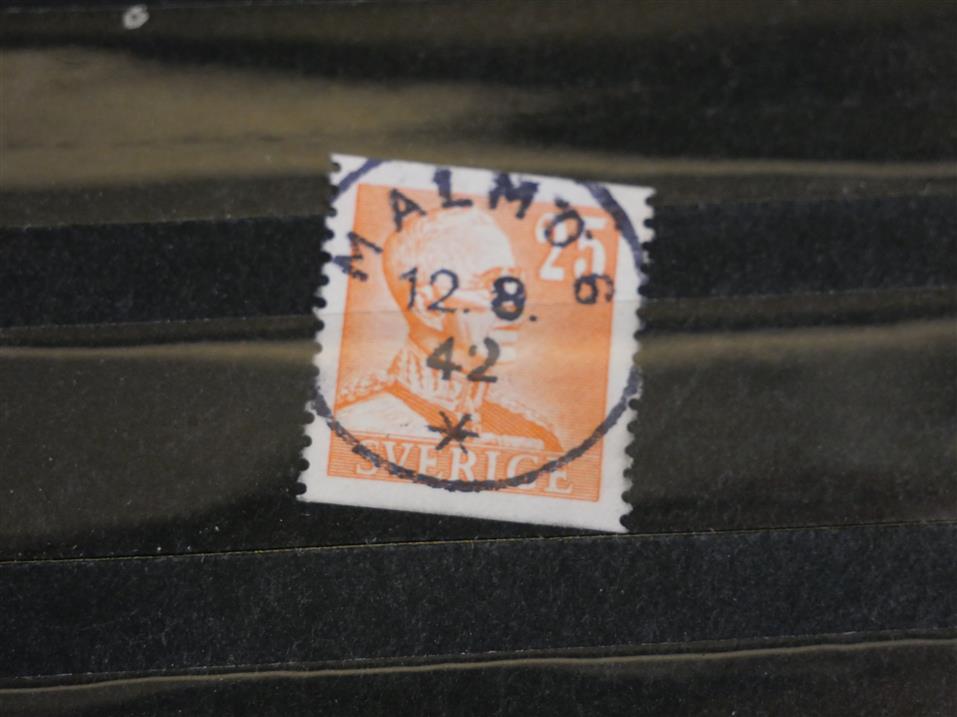 MALMÖ 6
25
12. 8.
42
*
SVERIGE